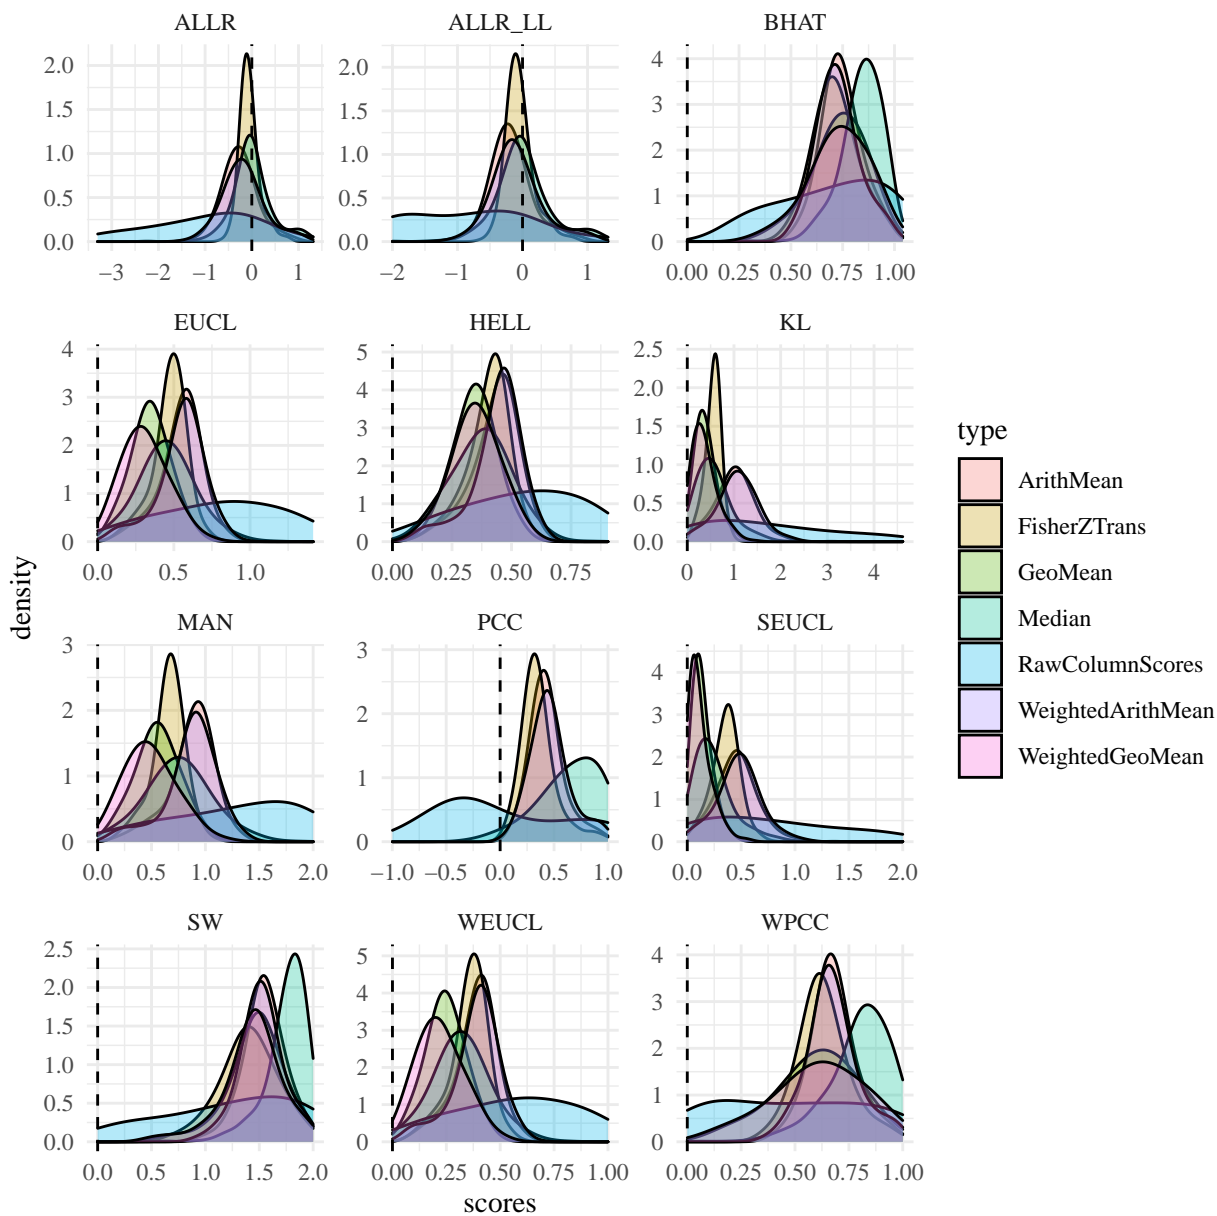 ALLR
ALLR_LL
BHAT
2.0
1.5
1.0
0.5
0.0
−3 −2 −1 0 1
2.0
1.5
1.0
0.5
0.0
−2 −1 0 1
4
3
2
1
0
0.00 0.25 0.50 0.75 1.00
EUCL
HELL
KL
4
3
2
1
0
0.0 0.5 1.0
5
4
3
2
1
0
0.00 0.25 0.50 0.75
2.5
2.0
1.5
1.0
0.5
0.0
0 1 2 3 4
MAN
PCC
SEUCL
3
2
1
0
0.0 0.5 1.0 1.5 2.0
3
2
1
0
−1.0 −0.5 0.0 0.5 1.0
4
3
2
1
0
0.0 0.5 1.0 1.5 2.0
SW
WEUCL
WPCC
2.5
2.0
1.5
1.0
0.5
0.0
0.0 0.5 1.0 1.5 2.0
5
4
3
2
1
0
0.00 0.25 0.50 0.75 1.00
4
3
2
1
0
0.00 0.25 0.50 0.75 1.00
density
scores
type
ArithMean
FisherZTrans
GeoMean
Median
RawColumnScores
WeightedArithMean
WeightedGeoMean